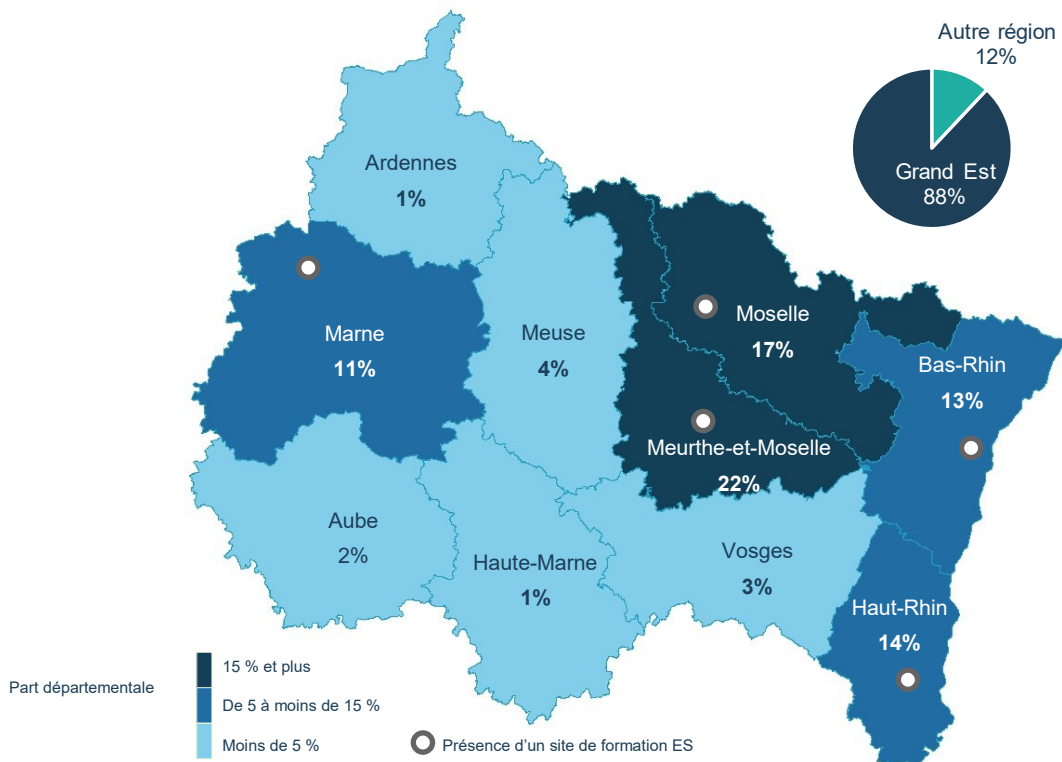 Autre région
12%
Grand Est
88%
Ardennes
1%
Marne
11%
Meuse
4%
Moselle
17%
Bas-Rhin
13%
Meurthe-et-Moselle
22%
Aube
2%
Haute-Marne
1%
Vosges
3%
Haut-Rhin
14%
Part départementale
15 % et plus
De 5 à moins de 15 %
Moins de 5 %
Présence d'un site de formation ES